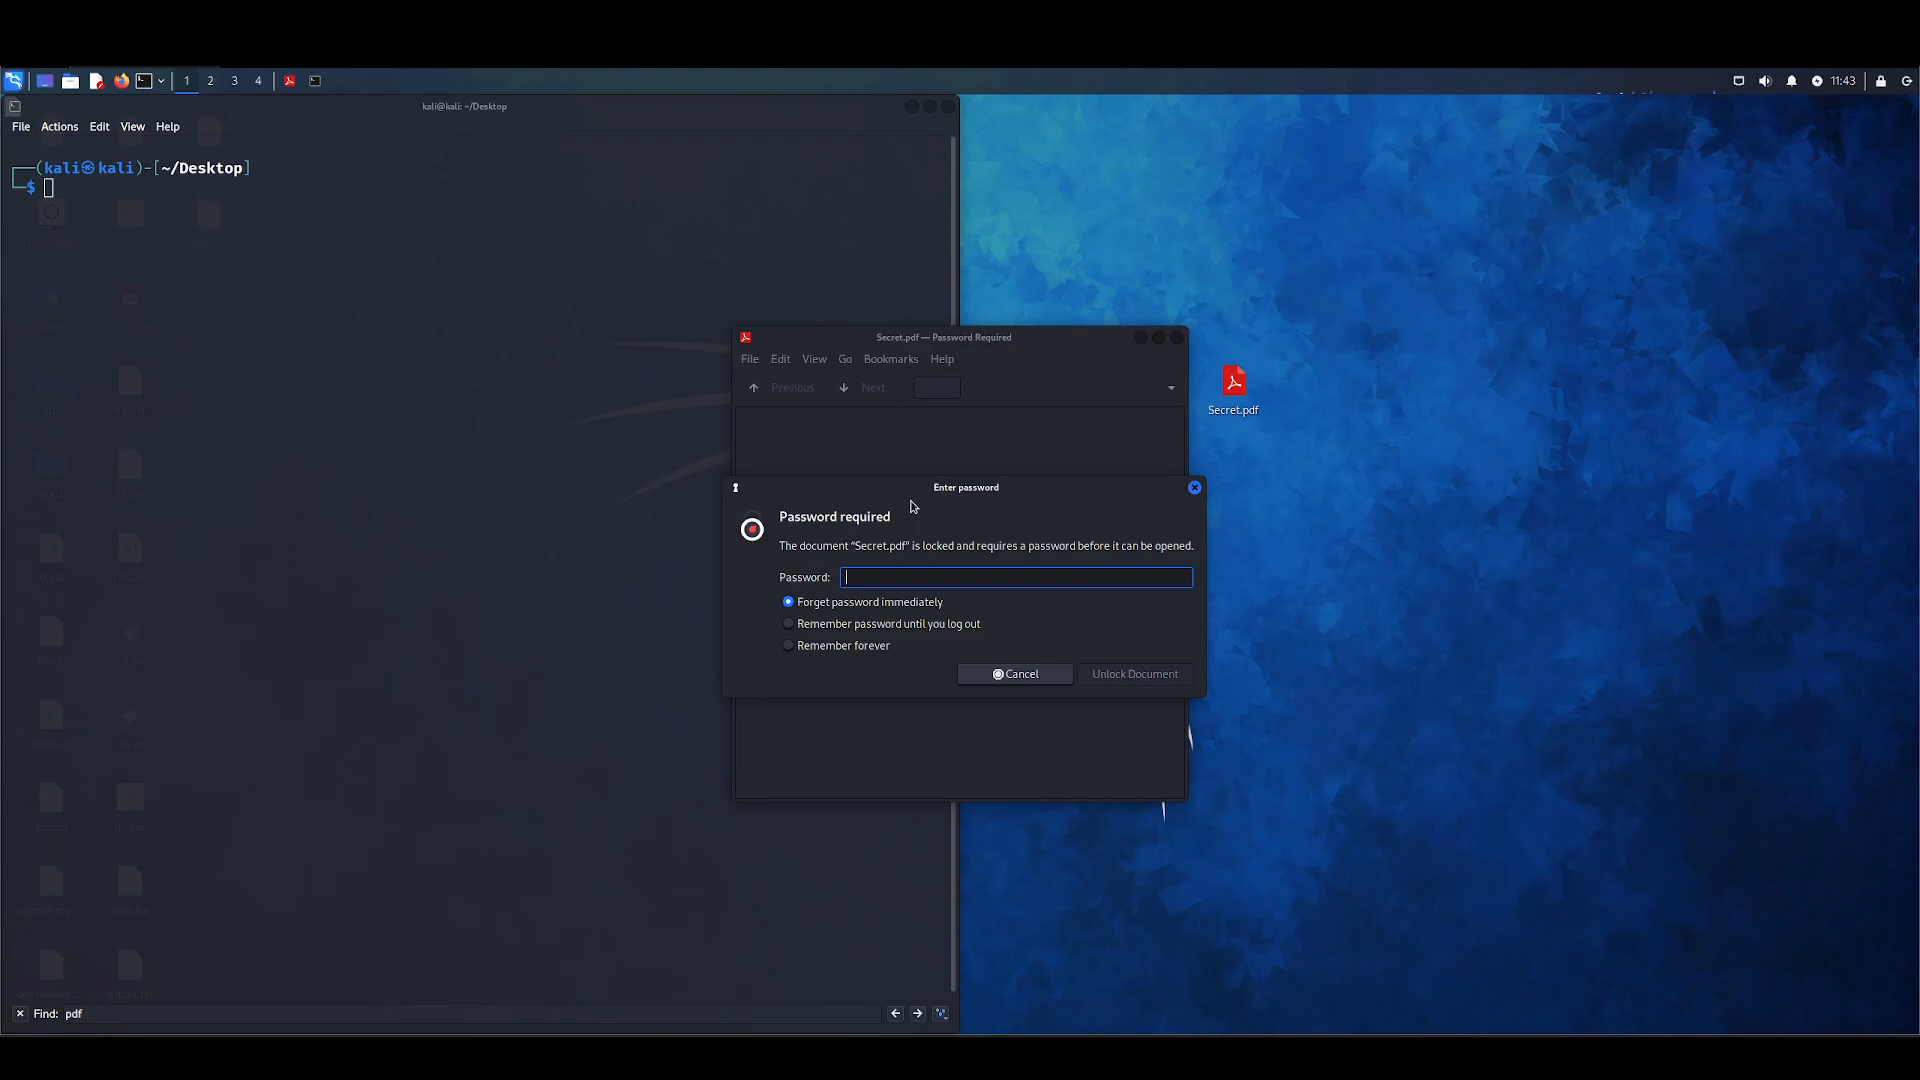 1 2 3 4
11:43
kali@kali: ~/Desktop
File Actions Edit View Help
(kali㉿kali)-[~/Desktop]
$
Secret.pdf — Password Required
File Edit View Go Bookmarks Help
Previous Next
Secret.pdf
Enter password
Password required
The document “Secret.pdf” is locked and requires a password before it can be opened.
Password:
Forget password immediately
Remember password until you log out
Remember forever
Cancel Unlock Document
Find: pdf